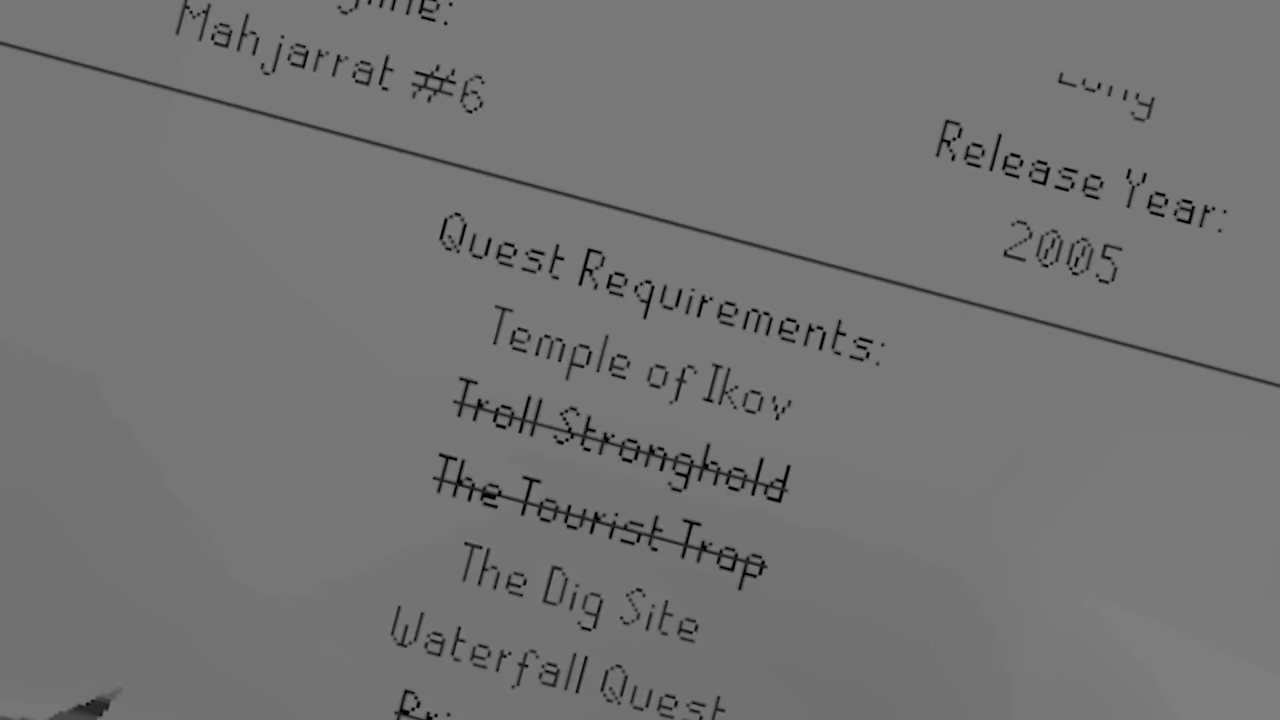 Mahjarrat #6
Release Year:
2005
Quest Requirements:
Temple of Ikov
Troll Stronghold
The Tourist Trap
The Dig Site
Waterfall Quest